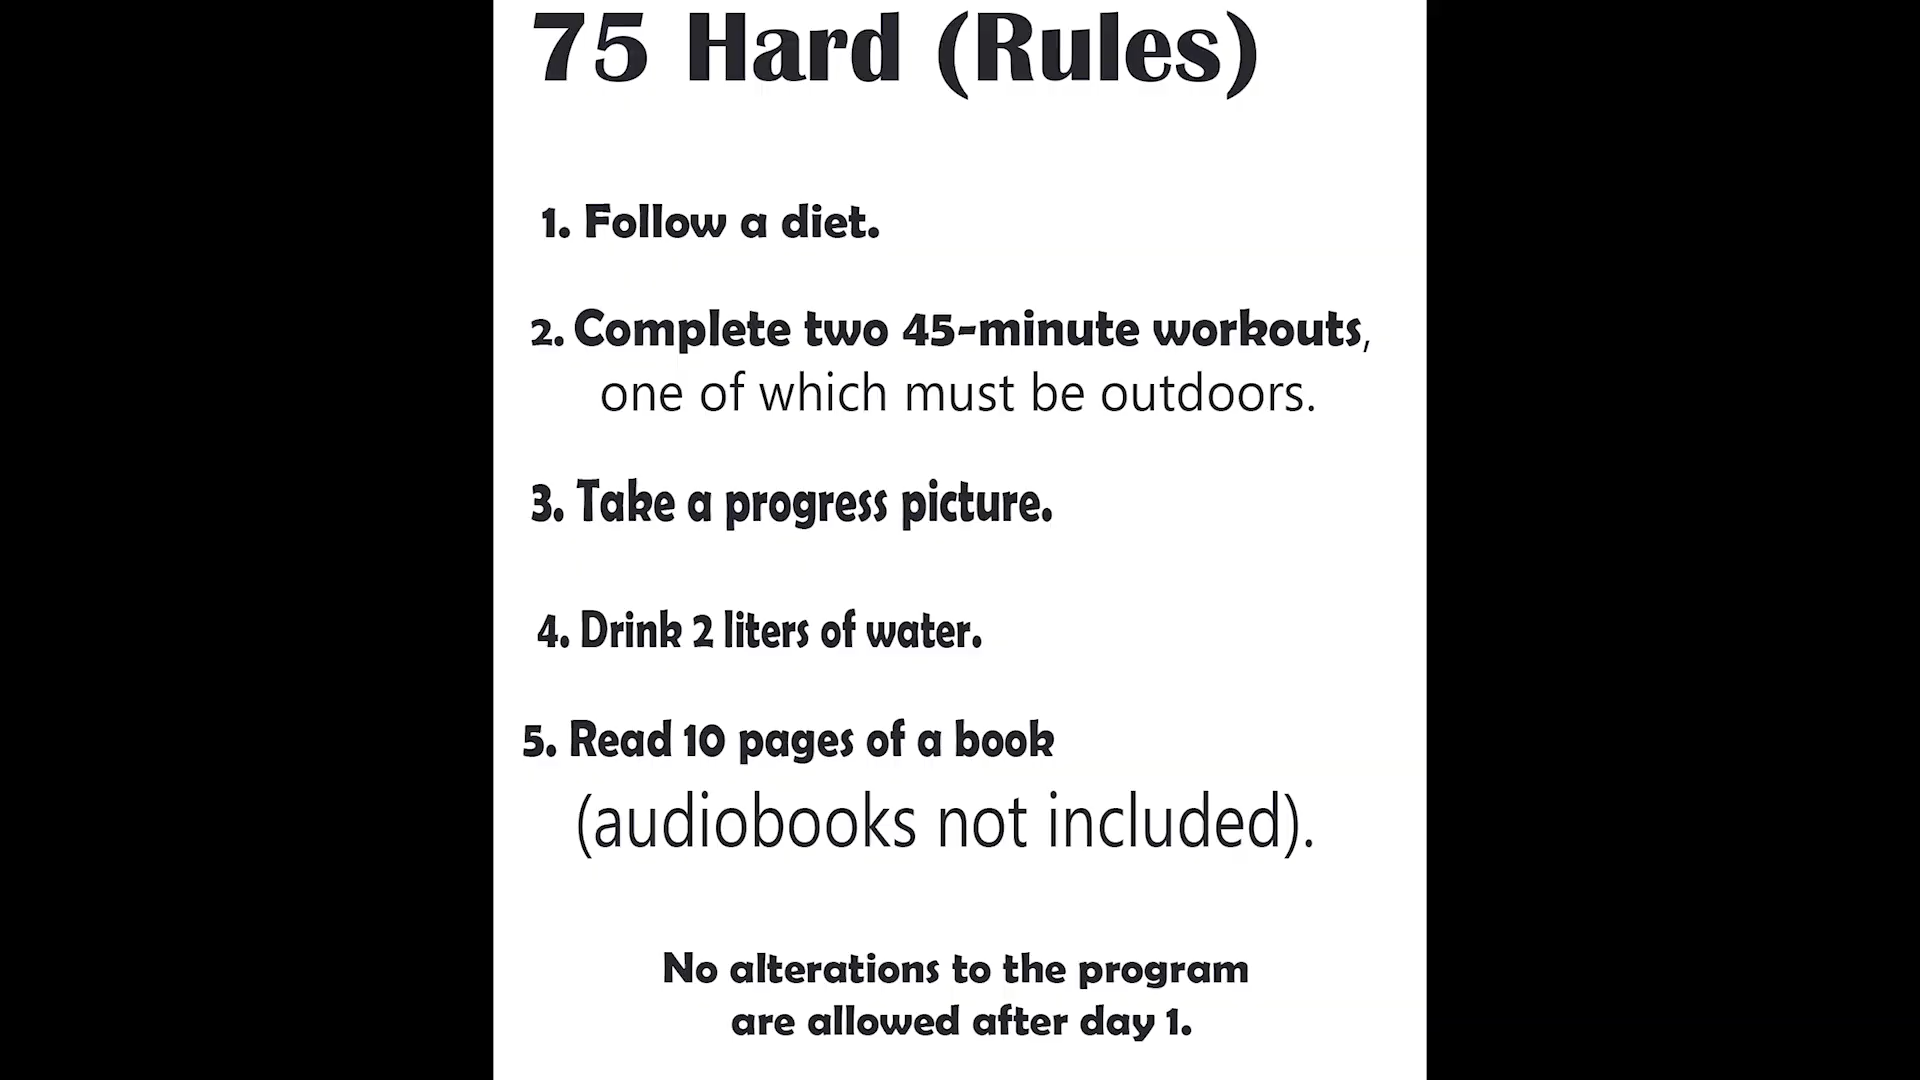 75 Hard (Rules)
1. Follow a diet.
2. Complete two 45-minute workouts,
one of which must be outdoors.
3. Take a progress picture.
4. Drink 2 liters of water.
5. Read 10 pages of a book
(audiobooks not included).
No alterations to the program
are allowed after day 1.